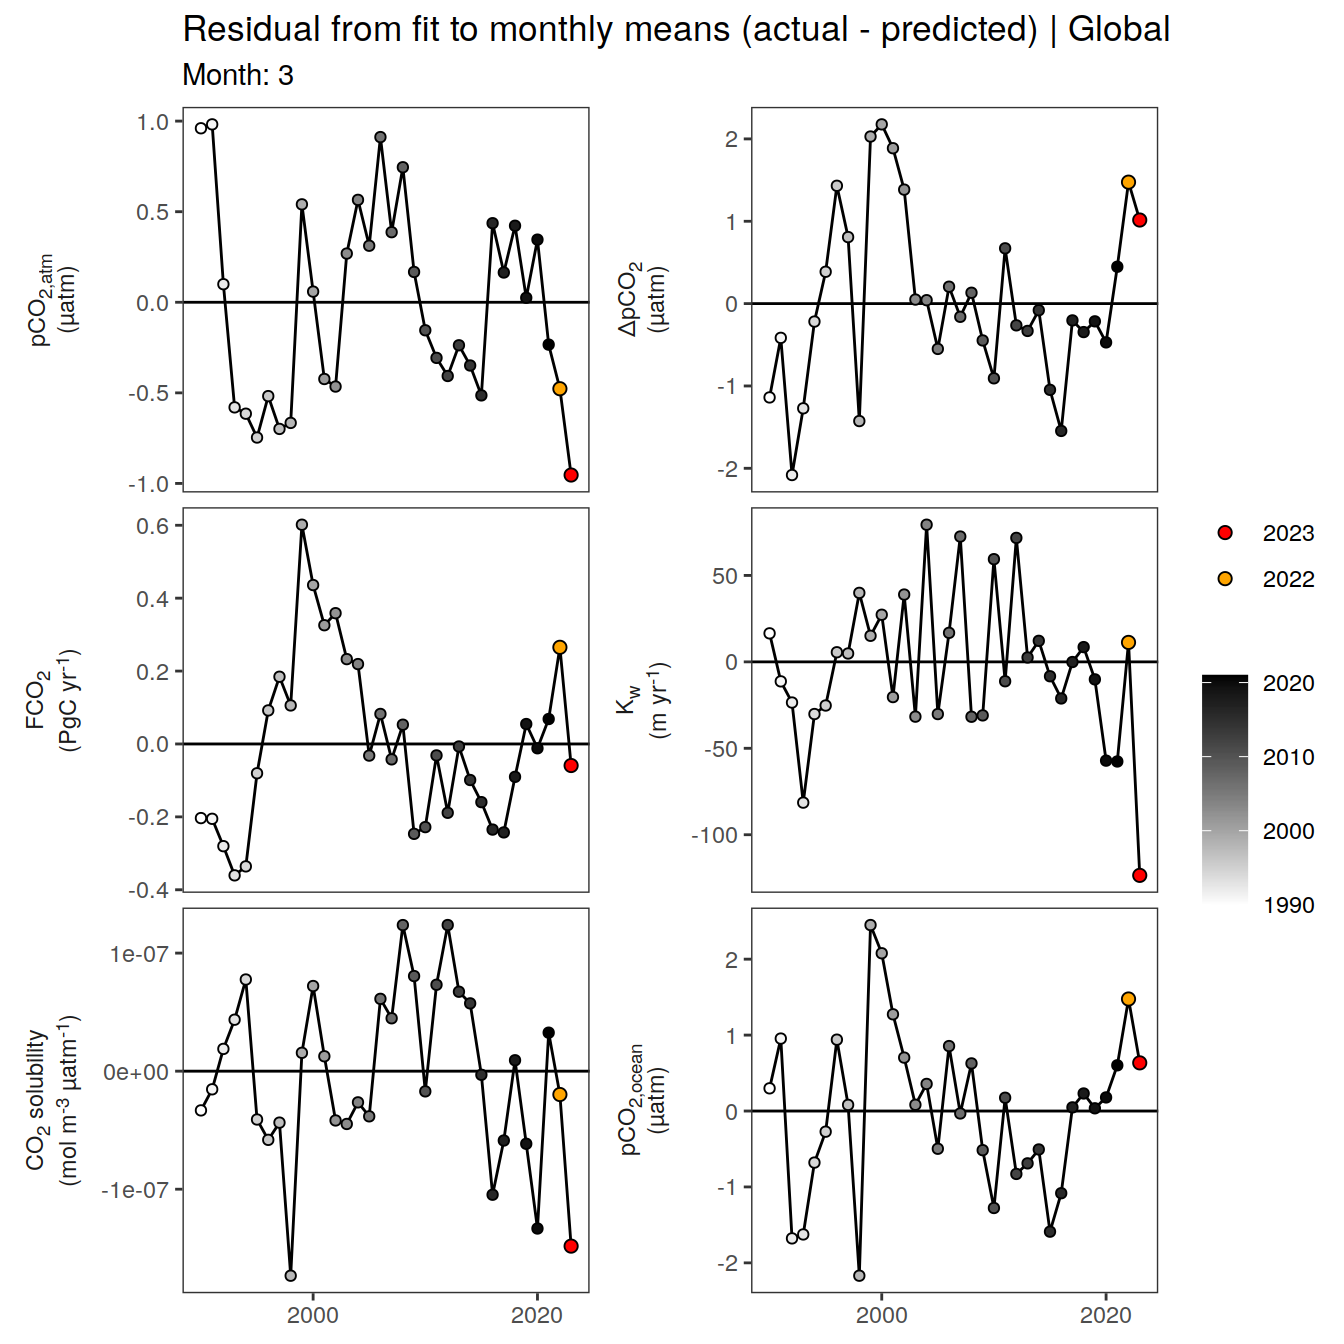 Residual from fit to monthly means (actual - predicted) | Global
Month: 3
pCO2,atm
(µatm)
1.0
0.5
0.0
-0.5
-1.0
ΔpCO2
(µatm)
2
1
0
-1
-2
FCO2
(PgC yr-1)
0.6
0.4
0.2
0.0
-0.2
-0.4
Kw
(m yr-1)
50
0
-50
-100
CO2 solubility
(mol m-3 µatm-1)
1e-07
0e+00
-1e-07
2000
2020
pCO2,ocean
(µatm)
2
1
0
-1
-2
2000
2020
2023
2022
2020
2010
2000
1990